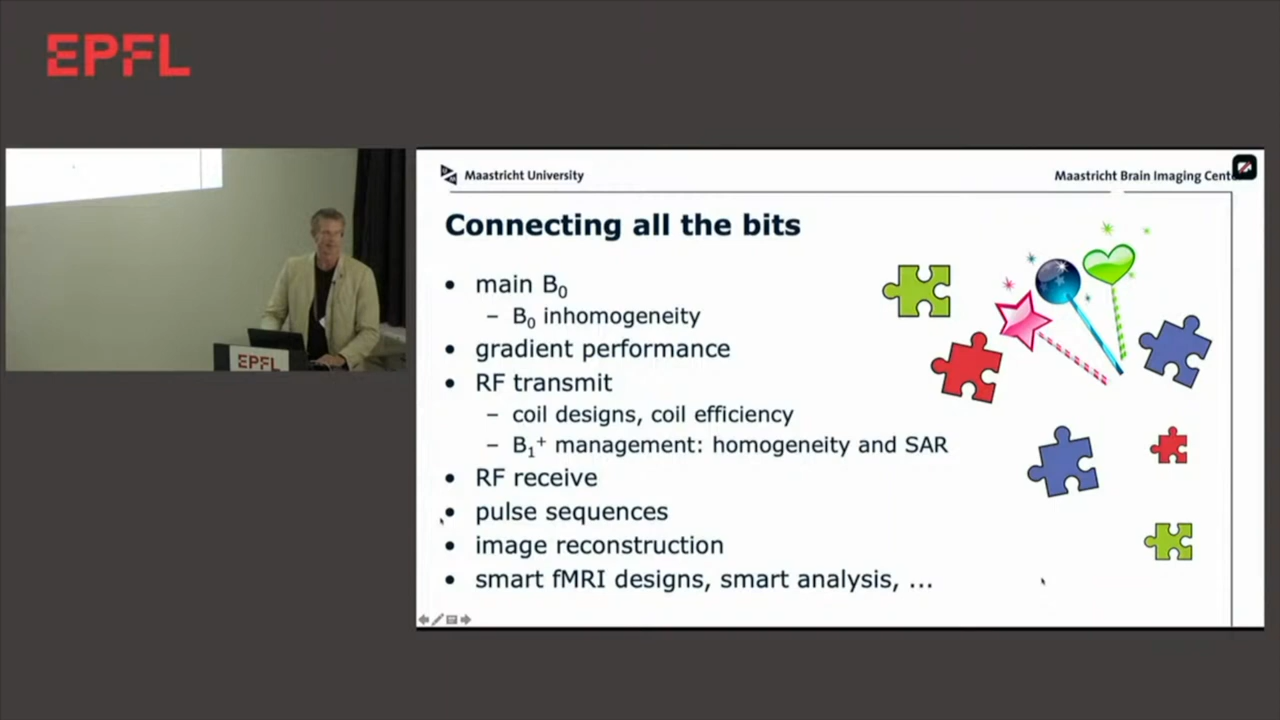 EPFL
Maastricht University
Maastricht Brain Imaging Cent
Connecting all the bits
• main B₀
– B₀ inhomogeneity
• gradient performance
• RF transmit
– coil designs, coil efficiency
– B₁⁺ management: homogeneity and SAR
• RF receive
• pulse sequences
• image reconstruction
• smart fMRI designs, smart analysis, ...
EPFL